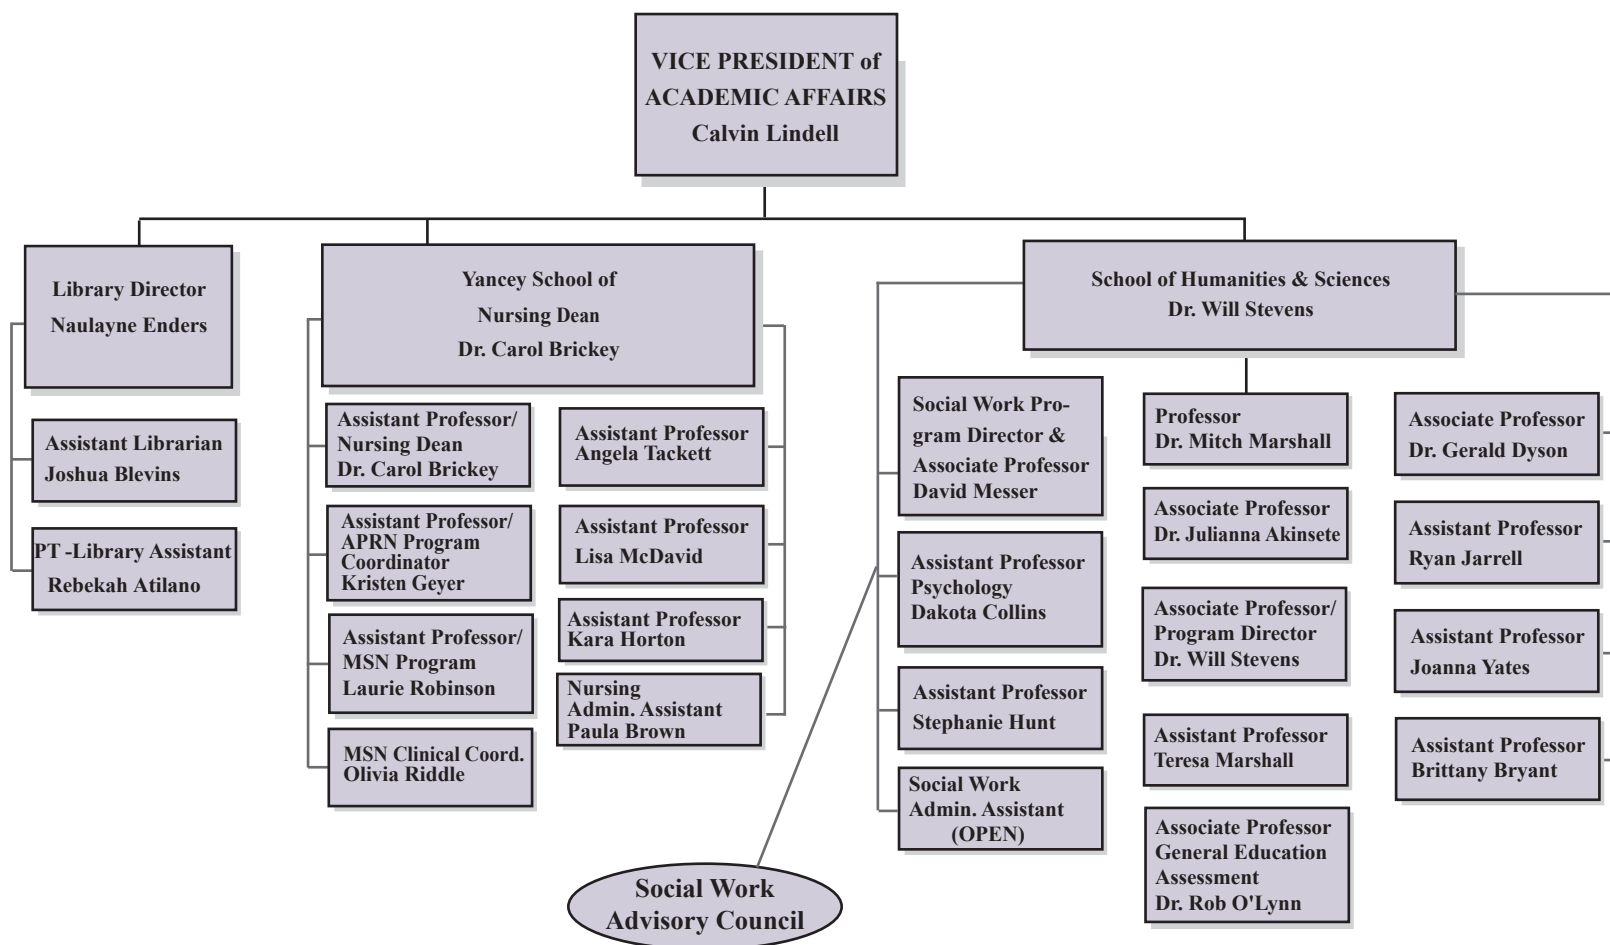 VICE PRESIDENT of
ACADEMIC AFFAIRS
Calvin Lindell
Library Director
Naulayne Enders
Assistant Librarian
Joshua Blevins
PT -Library Assistant
Rebekah Atilano
Yancey School of
Nursing Dean
Dr. Carol Brickey
Assistant Professor/
Nursing Dean
Dr. Carol Brickey
Assistant Professor/
APRN Program
Coordinator
Kristen Geyer
Assistant Professor/
MSN Program
Laurie Robinson
MSN Clinical Coord.
Olivia Riddle
Assistant Professor
Angela Tackett
Assistant Professor
Lisa McDavid
Assistant Professor
Kara Horton
Nursing
Admin. Assistant
Paula Brown
School of Humanities & Sciences
Dr. Will Stevens
Social Work Pro-
gram Director &
Associate Professor
David Messer
Assistant Professor
Psychology
Dakota Collins
Assistant Professor
Stephanie Hunt
Social Work
Admin. Assistant
(OPEN)
Social Work
Advisory Council
Professor
Dr. Mitch Marshall
Associate Professor
Dr. Julianna Akinsete
Associate Professor/
Program Director
Dr. Will Stevens
Assistant Professor
Teresa Marshall
Associate Professor
General Education
Assessment
Dr. Rob O'Lynn
Associate Professor
Dr. Gerald Dyson
Assistant Professor
Ryan Jarrell
Assistant Professor
Joanna Yates
Assistant Professor
Brittany Bryant